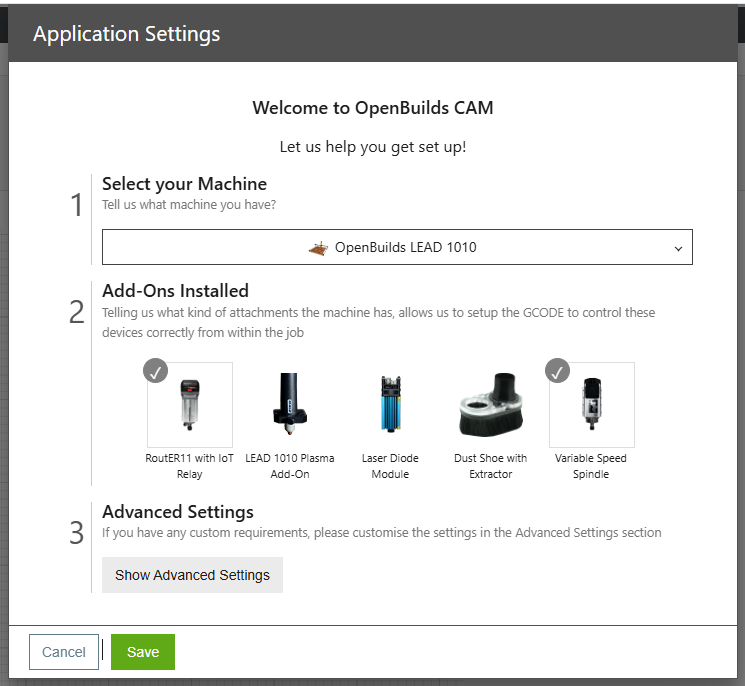 Application Settings
Welcome to OpenBuilds CAM
Let us help you get set up!
1
Select your Machine
Tell us what machine you have?
OpenBuilds LEAD 1010
2
Add-Ons Installed
Telling us what kind of attachments the machine has, allows us to setup the GCODE to control these
devices correctly from within the job
RoutER11 with IoT
Relay
LEAD 1010 Plasma
Add-On
Laser Diode
Module
Dust Shoe with
Extractor
Variable Speed
Spindle
3
Advanced Settings
If you have any custom requirements, please customise the settings in the Advanced Settings section
Show Advanced Settings
Cancel
Save